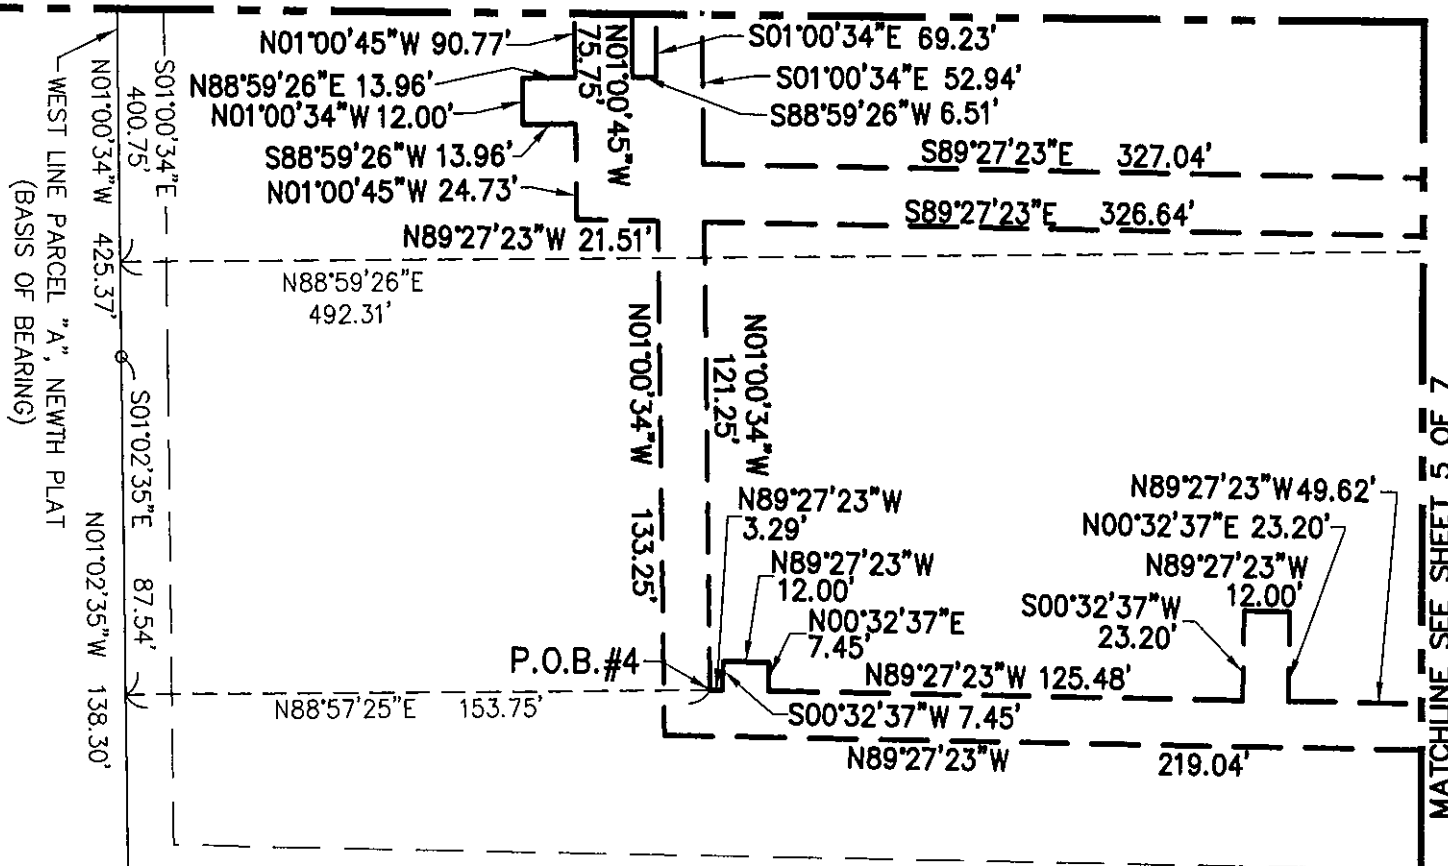 N01°00'45"W 90.77'
N88°59'26"E 13.96'
N01°00'34"W 12.00'
S88°59'26"W 13.96'
N01°00'45"W 24.73'
N89°27'23"W 21.51'
N01°00'45"W
75.75'
S01°00'34"E 69.23'
S01°00'34"E 52.94'
S88°59'26"W 6.51'
S89°27'23"E 327.04'
S89°27'23"E 326.64'
S01°00'34"E
400.75'
N01°00'34"W 425.37'
WEST LINE PARCEL "A", NEWTH PLAT
(BASIS OF BEARING)
N88°59'26"E
492.31'
S01°02'35"E 87.54'
N01°02'35"W 138.30'
N01°00'34"W 133.25'
N01°00'34"W
121.25'
N89°27'23"W
3.29'
N89°27'23"W
12.00'
N00°32'37"E
7.45'
P.O.B.#4
N89°27'23"W 125.48'
S00°32'37"W 7.45'
N88°57'25"E 153.75'
N89°27'23"W 219.04'
N89°27'23"W 49.62'
N00°32'37"E 23.20'
N89°27'23"W
12.00'
S00°32'37"W
23.20'
MATCHLINE SEE SHEET 5 OF 7